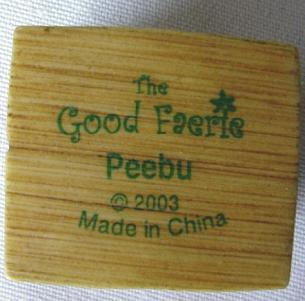 The
Good Faerie
Peebu
© 2003
Made in China